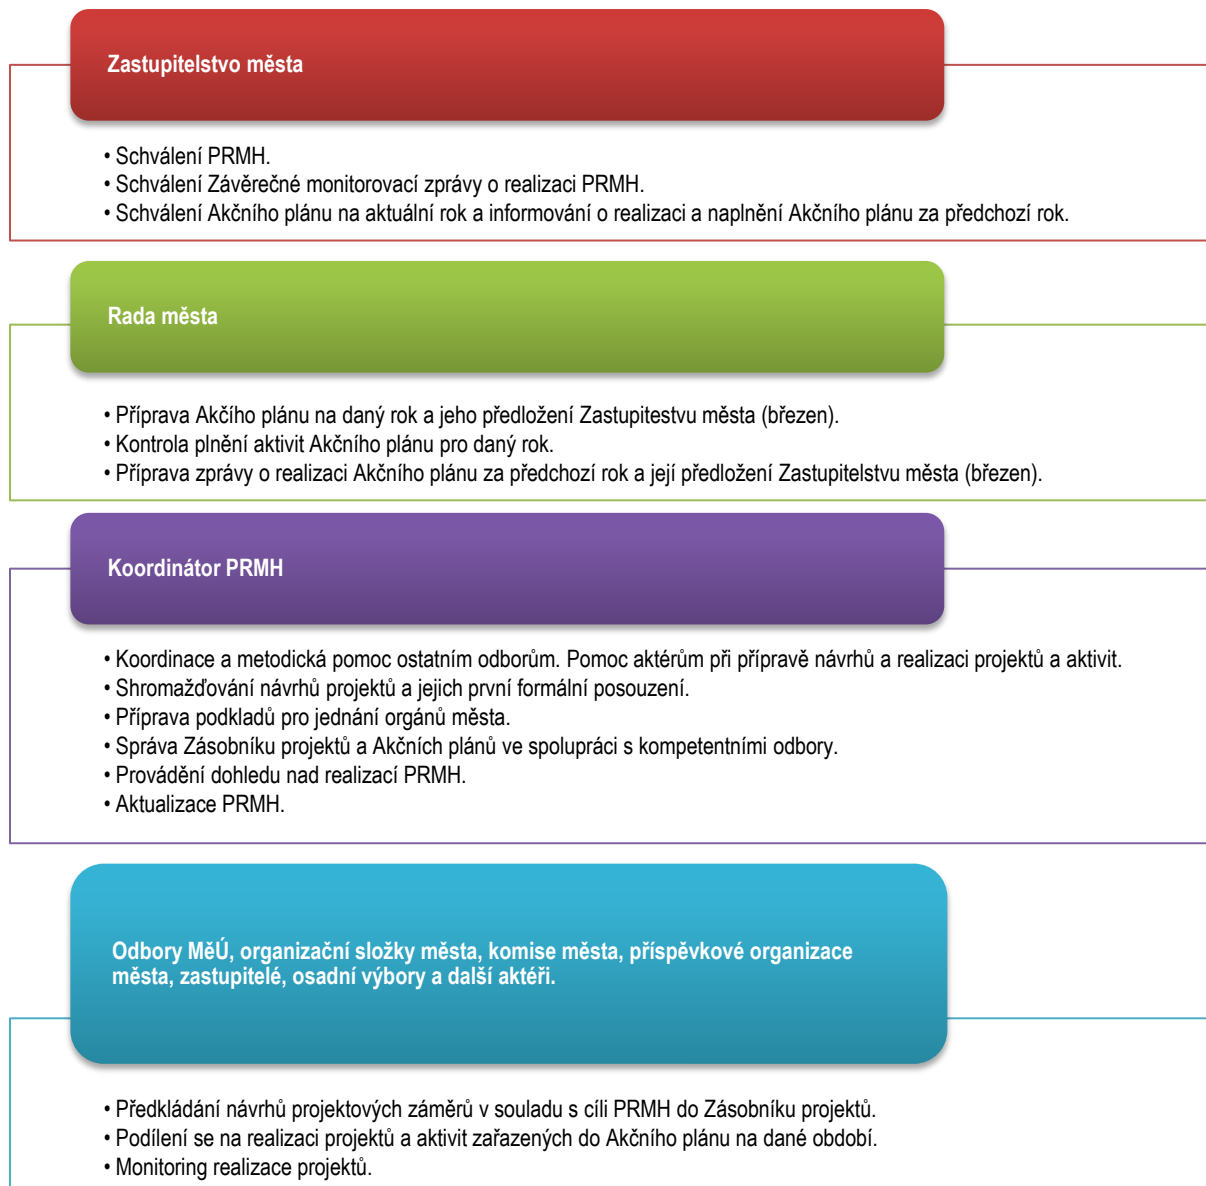 Zastupitelstvo města
• Schválení PRMH.
• Schválení Závěrečné monitorovací zprávy o realizaci PRMH.
• Schválení Akčního plánu na aktuální rok a informování o realizaci a naplnění Akčního plánu za předchozí rok.
Rada města
• Příprava Akčího plánu na daný rok a jeho předložení Zastupitestvu města (březen).
• Kontrola plnění aktivit Akčního plánu pro daný rok.
• Příprava zprávy o realizaci Akčního plánu za předchozí rok a její předložení Zastupitelstvu města (březen).
Koordinátor PRMH
• Koordinace a metodická pomoc ostatním odborům. Pomoc aktérům při přípravě návrhů a realizaci projektů a aktivit.
• Shromažďování návrhů projektů a jejich první formální posouzení.
• Příprava podkladů pro jednání orgánů města.
• Správa Zásobníku projektů a Akčních plánů ve spolupráci s kompetentními odbory.
• Provádění dohledu nad realizací PRMH.
• Aktualizace PRMH.
Odbory MěÚ, organizační složky města, komise města, příspěvkové organizace
města, zastupitelé, osadní výbory a další aktéři.
• Předkládání návrhů projektových záměrů v souladu s cíli PRMH do Zásobníku projektů.
• Podílení se na realizaci projektů a aktivit zařazených do Akčního plánu na dané období.
• Monitoring realizace projektů.